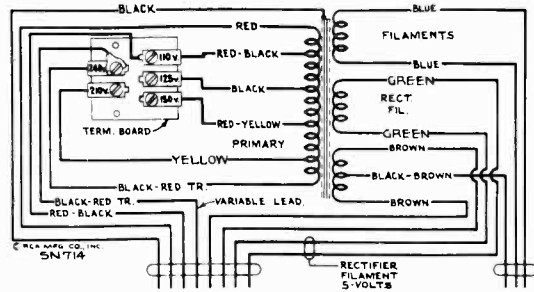 BLACK
BLUE
RED
FILAMENTS
RED-BLACK
110V.
240V.
BLUE
GREEN
125V.
BLACK
210V.
RECT.
FIL.
150V.
RED-YELLOW
TERM. BOARD
PRIMARY
GREEN
BROWN
YELLOW
BLACK-BROWN
BLACK-RED TR.
BLACK-RED TR.
VARIABLE LEAD.
BROWN
RED-BLACK
© RCA MFG. CO., INC.
SN714
RECTIFIER
FILAMENT
5-VOLTS